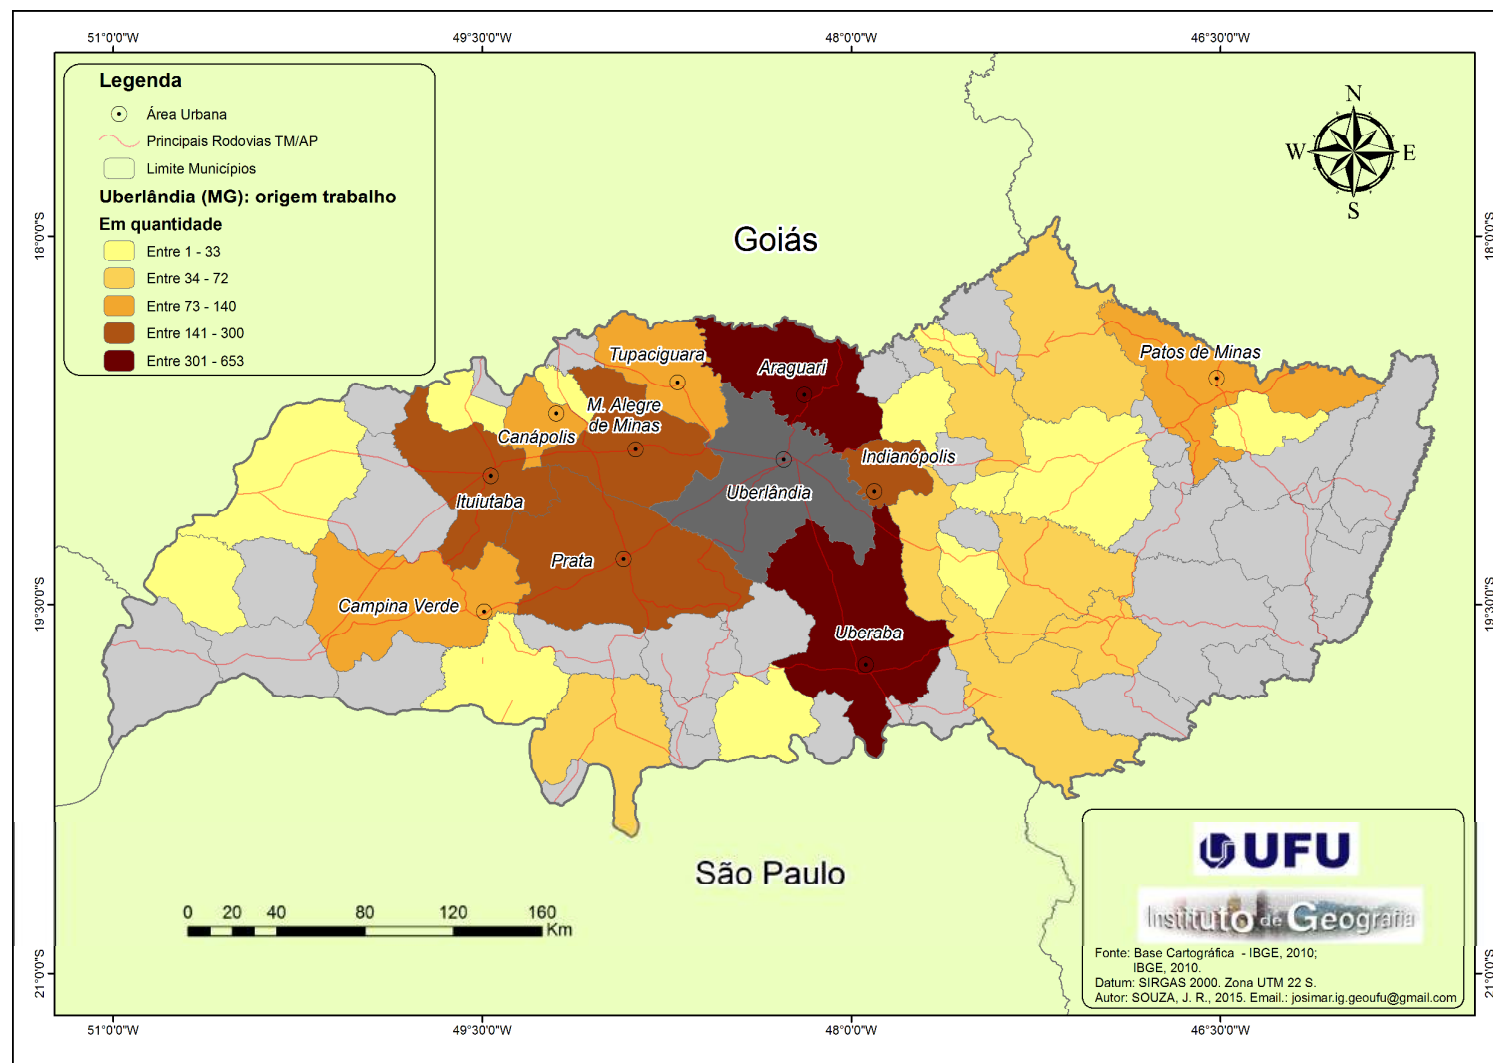 51°0'0"W 49°30'0"W 48°0'0"W 46°30'0"W
Legenda
Área Urbana
Principais Rodovias TM/AP
Limite Municípios
Uberlândia (MG): origem trabalho
Em quantidade
Entre 1 - 33
Entre 34 - 72
Entre 73 - 140
Entre 141 - 300
Entre 301 - 653
N
W E
S
18°0'0"S 18°0'0"S
Goiás
Tupaciguara
Araguari
Patos de Minas
M. Alegre
de Minas
Canápolis
Indianópolis
Ituiutaba
Uberlândia
Prata
Campina Verde
19°30'0"S 19°30'0"S
Uberaba
São Paulo
0 20 40 80 120 160
Km
UFU
Instituto de Geografia
Fonte: Base Cartográfica - IBGE, 2010;
IBGE, 2010.
Datum: SIRGAS 2000. Zona UTM 22 S.
Autor: SOUZA, J. R., 2015. Email.: josimar.ig.geoufu@gmail.com
21°0'0"S 21°0'0"S
51°0'0"W 49°30'0"W 48°0'0"W 46°30'0"W